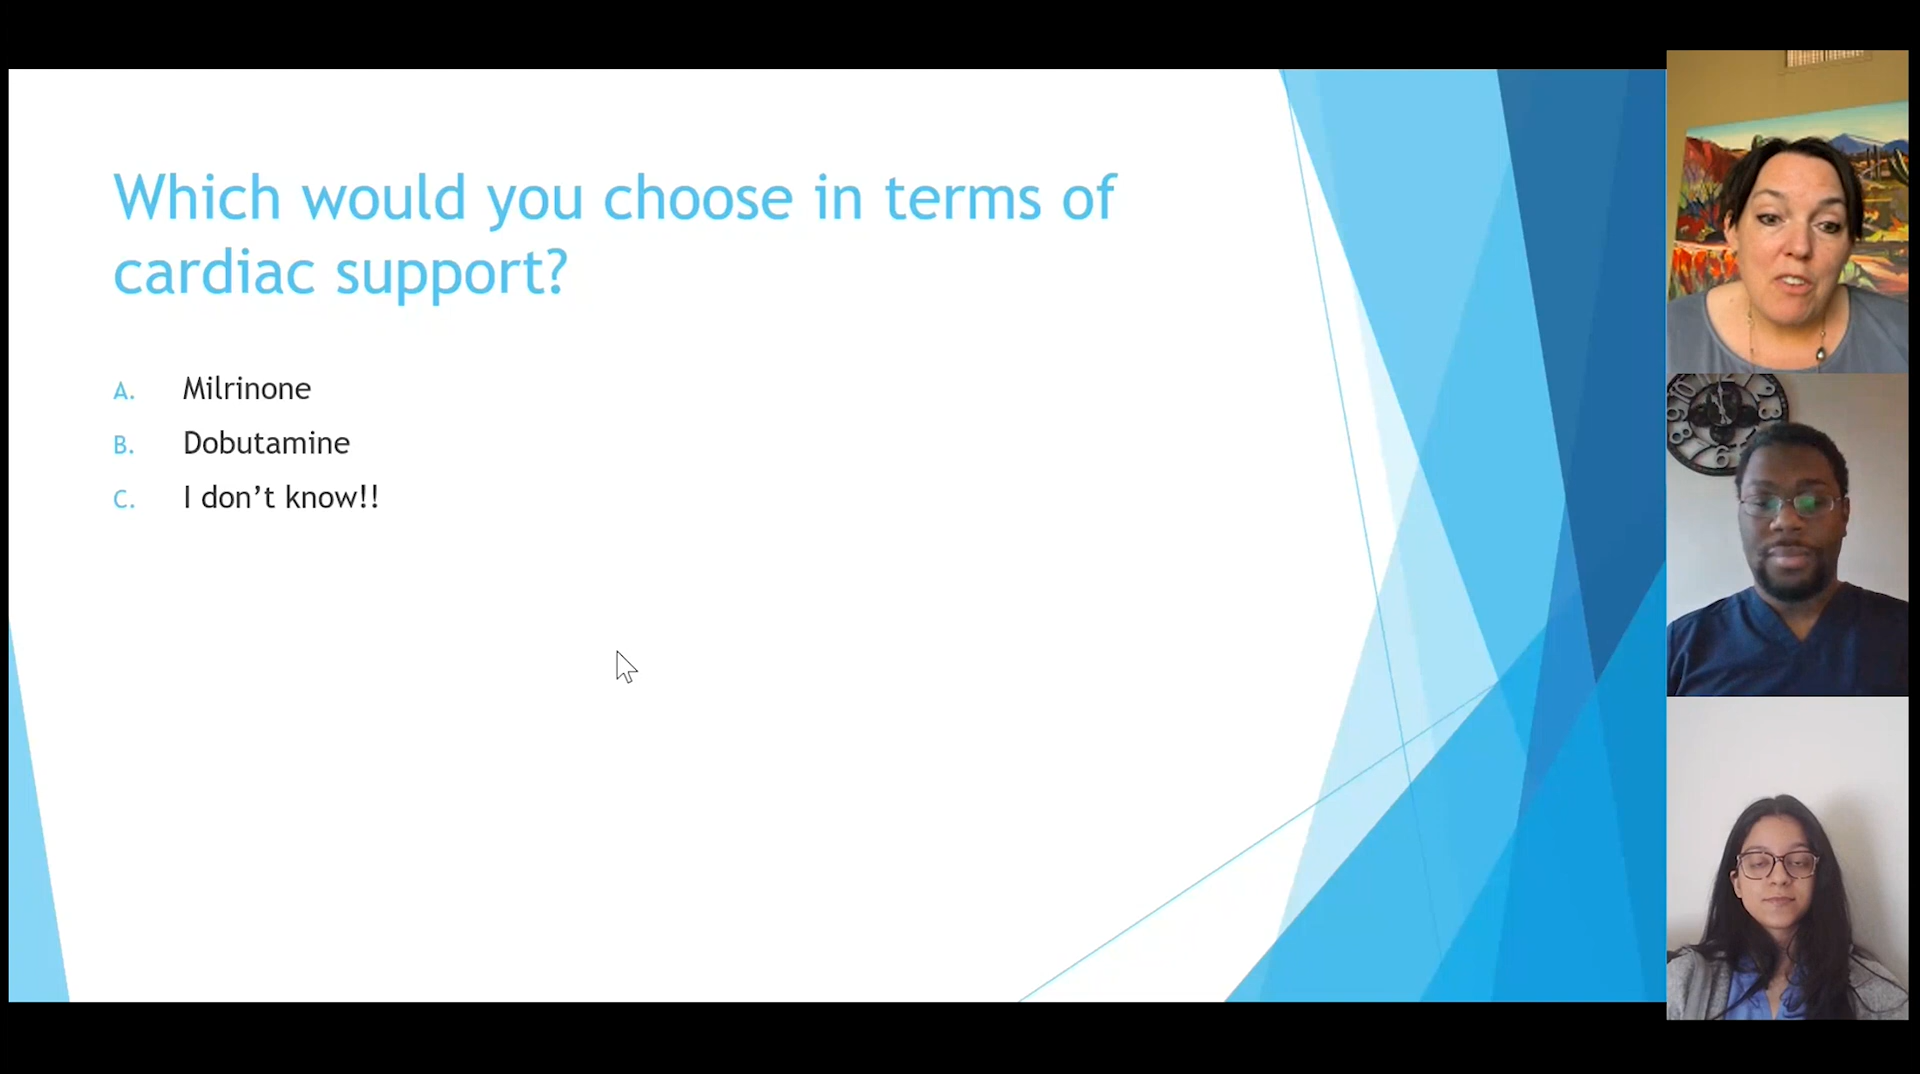 Which would you choose in terms of
cardiac support?
A. Milrinone
B. Dobutamine
C. I don’t know!!